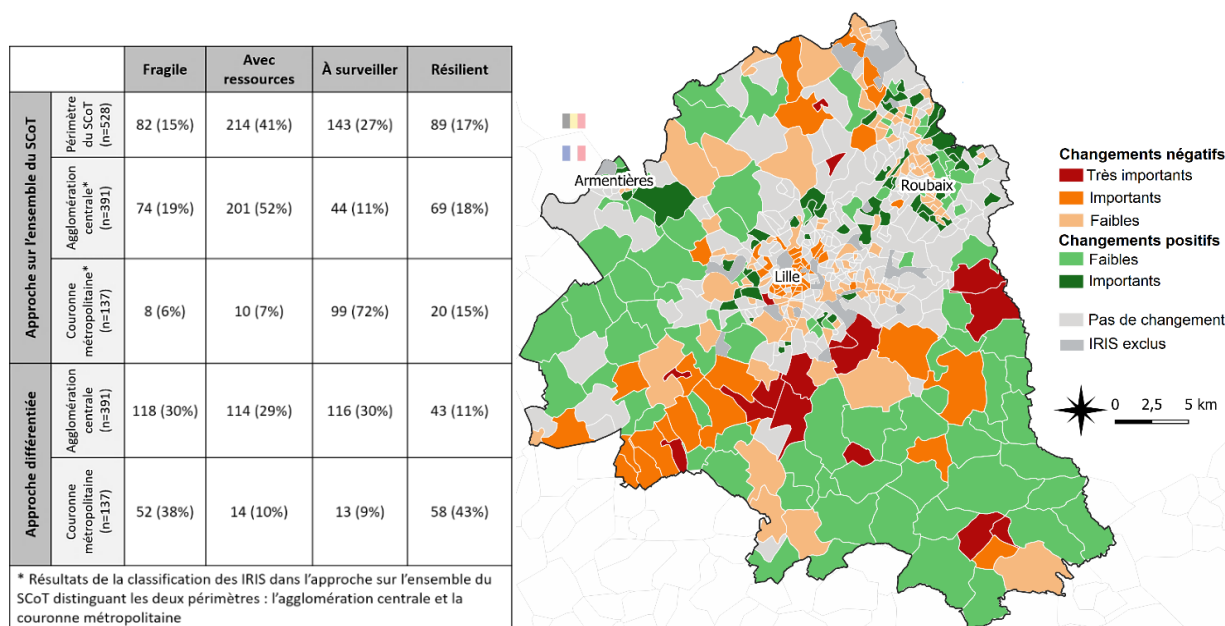 Fragile
Avec
ressources
À surveiller
Résilient
Approche sur l'ensemble du SCoT
Périmètre
du SCoT
(n=528)
82 (15%)
214 (41%)
143 (27%)
89 (17%)
Agglomération
centrale*
(n=391)
74 (19%)
201 (52%)
44 (11%)
69 (18%)
Couronne
métropolitaine*
(n=137)
8 (6%)
10 (7%)
99 (72%)
20 (15%)
Approche différentiée
Agglomération
centrale
(n=391)
118 (30%)
114 (29%)
116 (30%)
43 (11%)
Couronne
métropolitaine
(n=137)
52 (38%)
14 (10%)
13 (9%)
58 (43%)
* Résultats de la classification des IRIS dans l'approche sur l'ensemble du
SCoT distinguant les deux périmètres : l'agglomération centrale et la
couronne métropolitaine
Armentières
Roubaix
Lille
Changements négatifs
Très importants
Importants
Faibles
Changements positifs
Faibles
Importants
Pas de changement
IRIS exclus
0 2,5 5 km